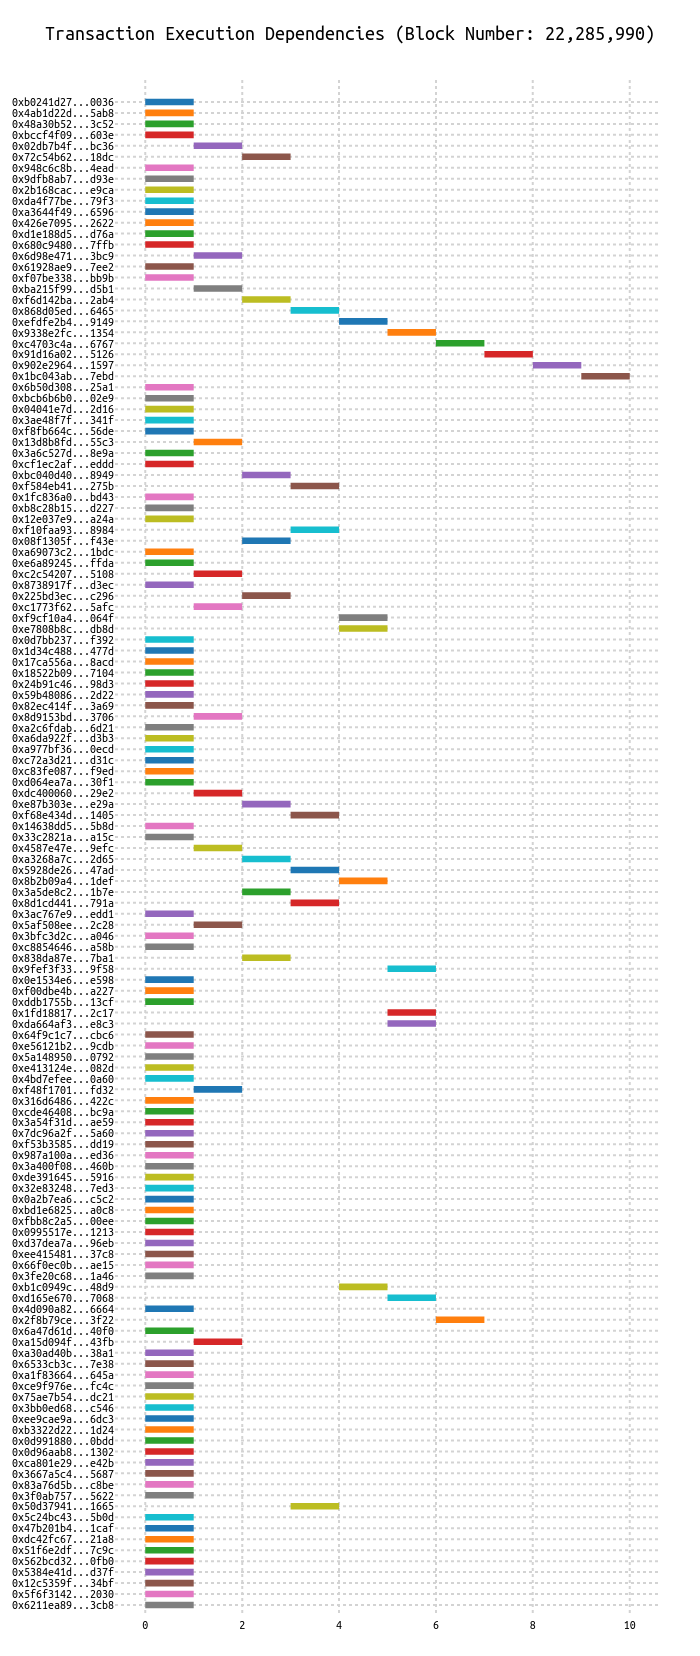 Transaction Execution Dependencies (Block Number: 22,285,990)
0xb0241d27...0036
0x4ab1d22d...5ab8
0x48a30b52...3c52
0xbccf4f09...603e
0x02db7b4f...bc36
0x72c54b62...18dc
0x948c6c8b...4ead
0x9dfb8ab7...d93e
0x2b168cac...e9ca
0xda4f77be...79f3
0xa3644f49...6596
0x426e7095...2622
0xd1e188d5...d76a
0x680c9480...7ffb
0x6d98e471...3bc9
0x61928ae9...7ee2
0xf07be338...bb9b
0xba215f99...d5b1
0xf6d142ba...2ab4
0x868d05ed...6465
0xefdfe2b4...9149
0x9338e2fc...1354
0xc4703c4a...6767
0x91d16a02...5126
0x902e2964...1597
0x1bc043ab...7ebd
0x6b50d308...25a1
0xbcb6b6b0...02e9
0x04041e7d...2d16
0x3ae48f7f...341f
0xf8fb664c...56de
0x13d8b8fd...55c3
0x3a6c527d...8e9a
0xcf1ec2af...eddd
0xbc040d40...8949
0xf584eb41...275b
0x1fc836a0...bd43
0xb8c28b15...d227
0x12e037e9...a24a
0xf10faa93...8984
0x08f1305f...f43e
0xa69073c2...1bdc
0xe6a89245...ffda
0xc2c54207...5108
0x8738917f...d3ec
0x225bd3ec...c296
0xc1773f62...5afc
0xf9cf10a4...064f
0xe7808b8c...db8d
0x0d7bb237...f392
0x1d34c488...477d
0x17ca556a...8acd
0x18522b09...7104
0x24b91c46...98d3
0x59b48086...2d22
0x82ec414f...3a69
0x8d9153bd...3706
0xa2c6fdab...6d21
0xa6da922f...d3b3
0xa977bf36...0ecd
0xc72a3d21...d31c
0xc83fe087...f9ed
0xd064ea7a...30f1
0xdc400060...29e2
0xe87b303e...e29a
0xf68e434d...1405
0x14638dd5...5b8d
0x33c2821a...a15c
0x4587e47e...9efc
0xa3268a7c...2d65
0x5928de26...47ad
0x8b2b09a4...1def
0x3a5de8c2...1b7e
0x8d1cd441...791a
0x3ac767e9...edd1
0x5af508ee...2c28
0x3bfc3d2c...a046
0xc8854646...a58b
0x838da87e...7ba1
0x9fef3f33...9f58
0x0e1534e6...e598
0xf00dbe4b...a227
0xddb1755b...13cf
0x1fd18817...2c17
0xda664af3...e8c3
0x64f9c1c7...cbc6
0xe56121b2...9cdb
0x5a148950...0792
0xe413124e...082d
0x4bd7efee...0a60
0xf48f1701...fd32
0x316d6486...422c
0xcde46408...bc9a
0x3a54f31d...ae59
0x7dc96a2f...5a60
0xf53b3585...dd19
0x987a100a...ed36
0x3a400f08...460b
0xde391645...5916
0x32e83248...7ed3
0x0a2b7ea6...c5c2
0xbd1e6825...a0c8
0xfbb8c2a5...00ee
0x0995517e...1213
0xd37dea7a...96eb
0xee415481...37c8
0x66f0ec0b...ae15
0x3fe20c68...1a46
0xb1c0949c...48d9
0xd165e670...7068
0x4d090a82...6664
0x2f8b79ce...3f22
0x6a47d61d...40f0
0xa15d094f...43fb
0xa30ad40b...38a1
0x6533cb3c...7e38
0xa1f83664...645a
0xce9f976e...fc4c
0x75ae7b54...dc21
0x3bb0ed68...c546
0xee9cae9a...6dc3
0xb3322d22...1d24
0x0d991880...0bdd
0x0d96aab8...1302
0xca801e29...e42b
0x3667a5c4...5687
0x83a76d5b...c8be
0x3f0ab757...5622
0x50d37941...1665
0x5c24bc43...5b0d
0x47b201b4...1caf
0xdc42fc67...21a8
0x51f6e2df...7c9c
0x562bcd32...0fb0
0x5384e41d...d37f
0x12c5359f...34bf
0x5f6f3142...2030
0x6211ea89...3cb8
0 2 4 6 8 10